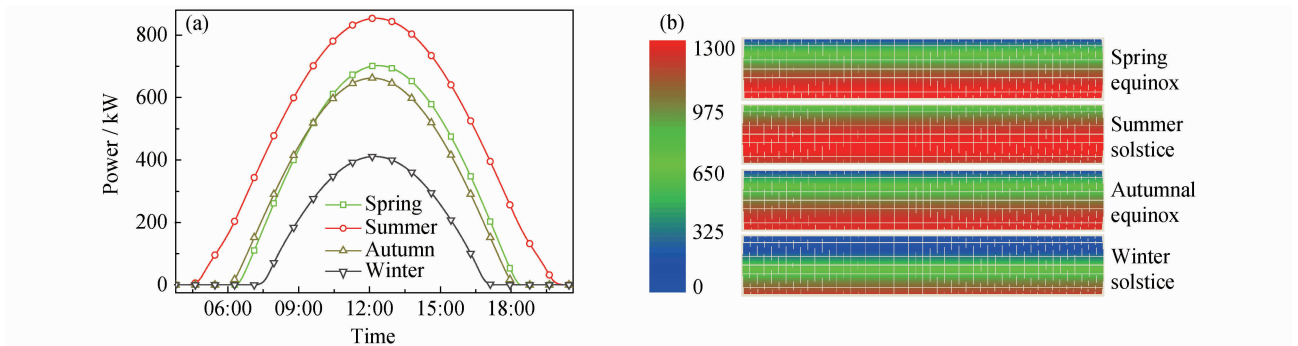 (a)
Power / kW
800
600
400
200
0
06:00 09:00 12:00 15:00 18:00
Time
Spring
Summer
Autumn
Winter
(b)
1300
975
650
325
0
Spring
equinox
Summer
solstice
Autumnal
equinox
Winter
solstice